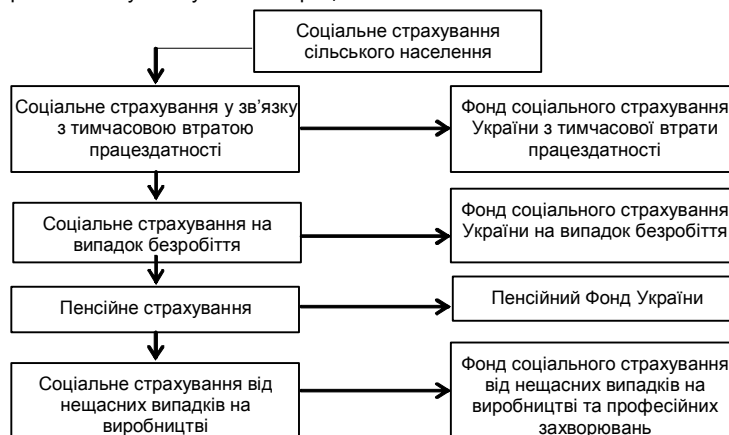 Соціальне страхування
сільського населення
Соціальне страхування у зв’язку
з тимчасовою втратою
працездатності
Фонд соціального страхування
України з тимчасової втрати
працездатності
Соціальне страхування на
випадок безробіття
Фонд соціального страхування
України на випадок безробіття
Пенсійне страхування
Пенсійний Фонд України
Соціальне страхування від
нещасних випадків на
виробництві
Фонд соціального страхування
від нещасних випадків на
виробництві та професійних
захворювань